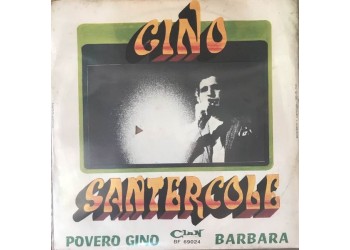 GINO
SANTERCOLE
POVERO GINO Clan BARBARA
BF 69024